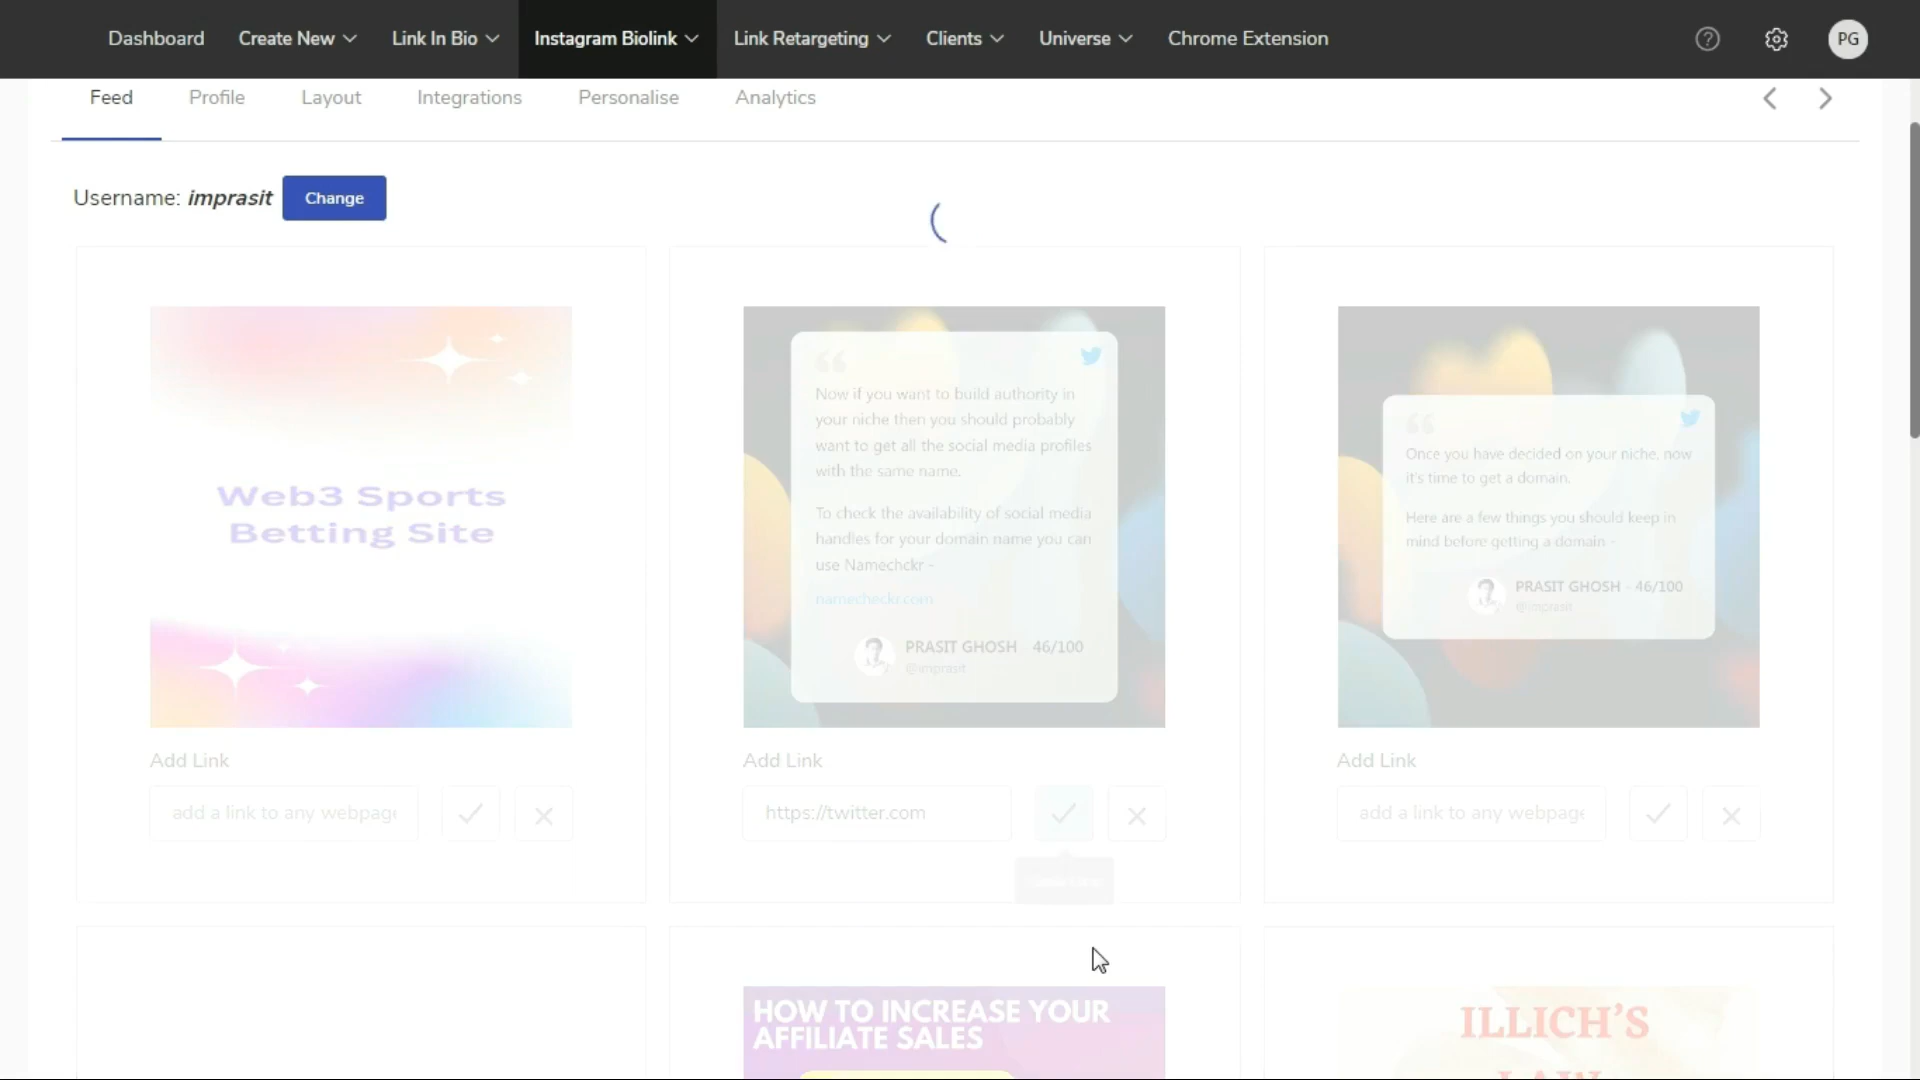 Dashboard
Create New
Link In Bio
Instagram Biolink
Link Retargeting
Clients
Universe
Chrome Extension
?
PG
Feed
Profile
Layout
Integrations
Personalise
Analytics
Username: imprasit
Change
Web3 Sports
Betting Site
Add Link
add a link to any webpage
“
Now if you want to build authority in
your niche then you should probably
want to get all the social media profiles
with the same name.
To check the availability of social media
handles for your domain name you can
use Namechckr -
namecheckr.com
PRASIT GHOSH 46/100
@imprasit
Add Link
https://twitter.com
“
Once you have decided on your niche, now
it's time to get a domain.
Here are a few things you should keep in
mind before getting a domain -
PRASIT GHOSH - 46/100
@imprasit
Add Link
add a link to any webpage
HOW TO INCREASE YOUR
AFFILIATE SALES
ILLICH'S
LAW